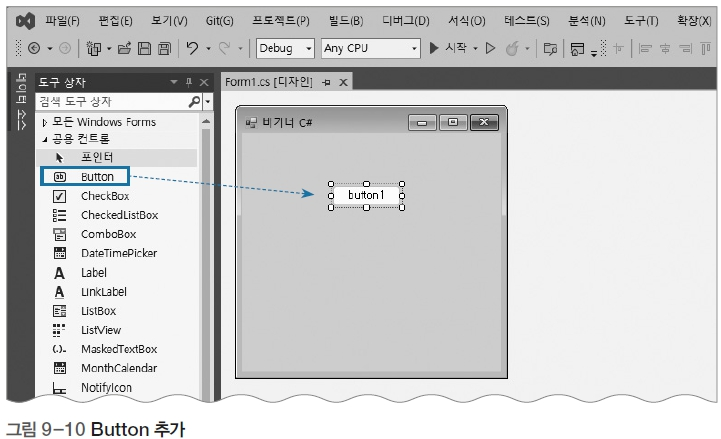 파일(F) 편집(E) 보기(V) Git(G) 프로젝트(P) 빌드(B) 디버그(D) 서식(O) 테스트(S) 분석(N) 도구(T) 확장(X)
Debug Any CPU 시작
데이터 소스
도구 상자
검색 도구 상자
모든 Windows Forms
공용 컨트롤
포인터
Button
CheckBox
CheckedListBox
ComboBox
DateTimePicker
Label
LinkLabel
ListBox
ListView
MaskedTextBox
MonthCalendar
NotifyIcon
Form1.cs [디자인]
비기너 C#
button1
그림 9-10 Button 추가